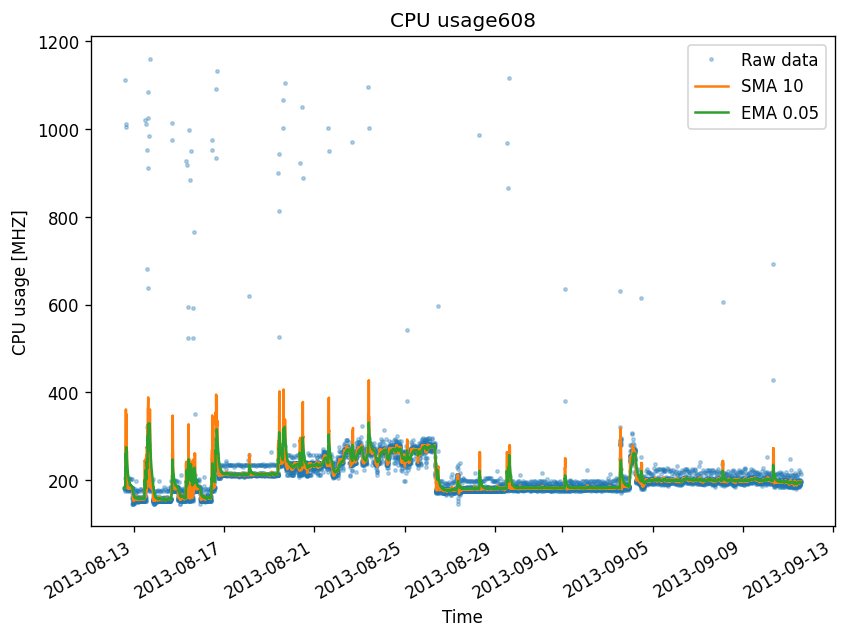 CPU usage608
1200
1000
800
600
400
200
CPU usage [MHZ]
Raw data
SMA 10
EMA 0.05
2013-08-13
2013-08-17
2013-08-21
2013-08-25
2013-08-29
2013-09-01
2013-09-05
2013-09-09
2013-09-13
Time